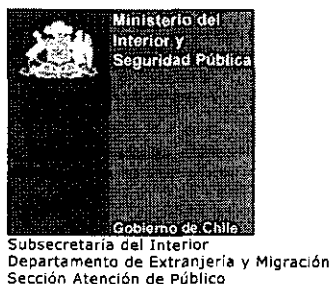 Ministerio del
Interior y
Seguridad Pública
Gobierno de Chile
Subsecretaría del Interior
Departamento de Extranjería y Migración
Sección Atención de Público